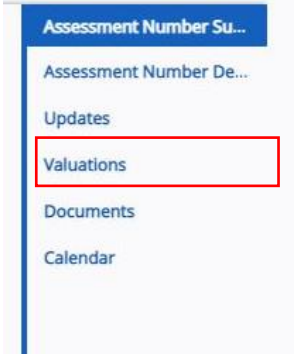 Assessment Number Su...
Assessment Number De...
Updates
Valuations
Documents
Calendar